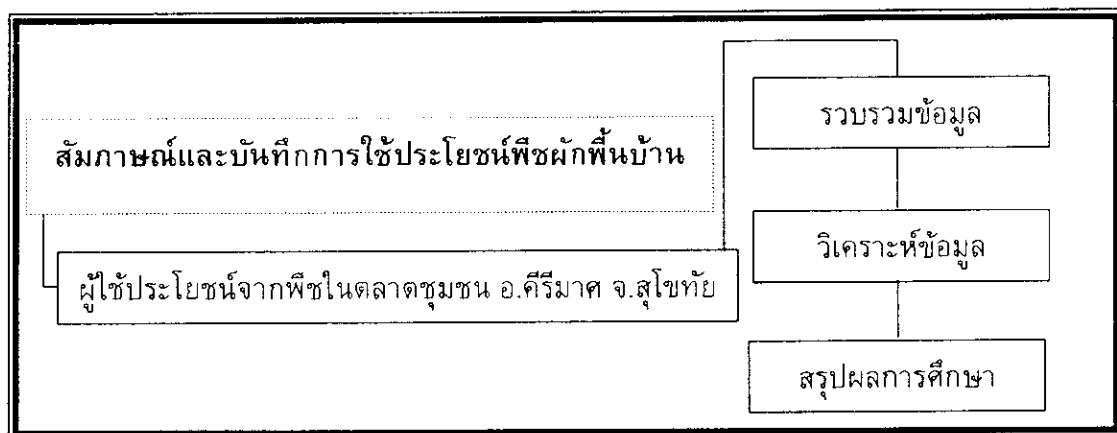 สัมภาษณ์และบันทึกการใช้ประโยชน์พืชผักพื้นบ้าน
ผู้ใช้ประโยชน์จากพืชในตลาดชุมชน อ.คีรีมาศ จ.สุโขทัย
รวบรวมข้อมูล
วิเคราะห์ข้อมูล
สรุปผลการศึกษา